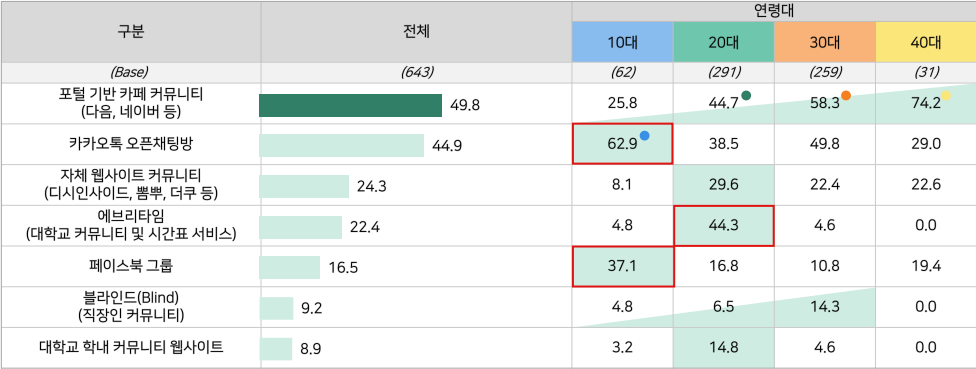 구분 전체 연령대
10대 20대 30대 40대
(Base) (643) (62) (291) (259) (31)
포털 기반 카페 커뮤니티
(다음, 네이버 등) 49.8 25.8 44.7 58.3 74.2
카카오톡 오픈채팅방 44.9 62.9 38.5 49.8 29.0
자체 웹사이트 커뮤니티
(디시인사이드, 뽐뿌, 더쿠 등) 24.3 8.1 29.6 22.4 22.6
에브리타임
(대학교 커뮤니티 및 시간표 서비스) 22.4 4.8 44.3 4.6 0.0
페이스북 그룹 16.5 37.1 16.8 10.8 19.4
블라인드(Blind)
(직장인 커뮤니티) 9.2 4.8 6.5 14.3 0.0
대학교 학내 커뮤니티 웹사이트 8.9 3.2 14.8 4.6 0.0